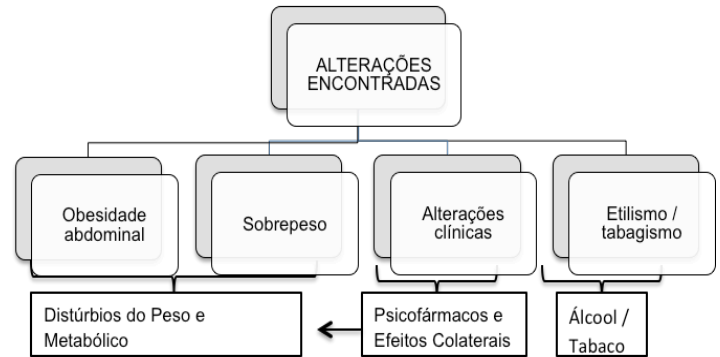 ALTERAÇÕES
ENCONTRADAS
Obesidade
abdominal
Sobrepeso
Alterações
clínicas
Etilismo /
tabagismo
Distúrbios do Peso e
Metabólico
Psicofármacos e
Efeitos Colaterais
Álcool /
Tabaco